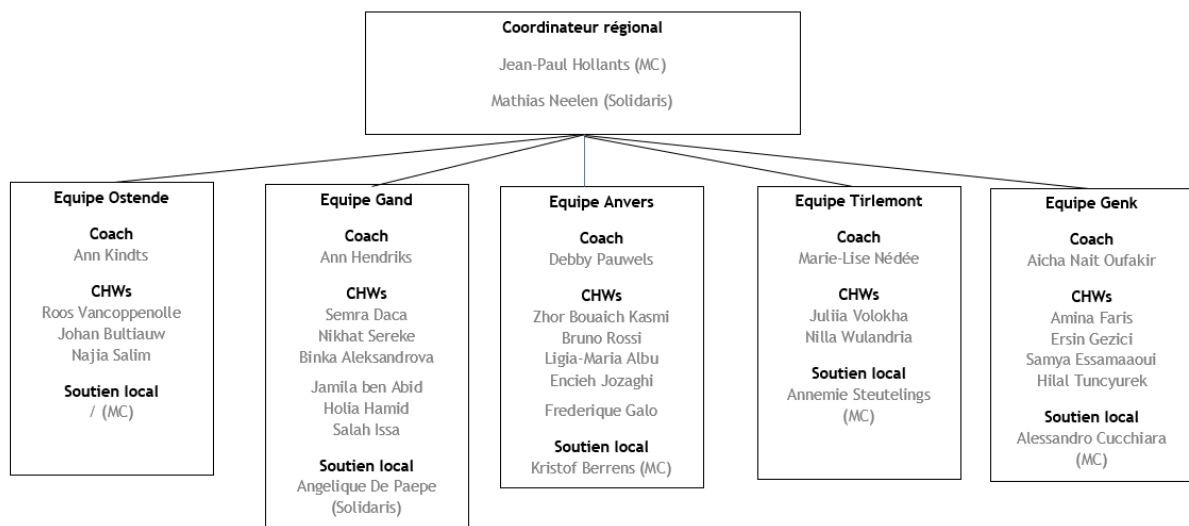 Coordinateur régional
Jean-Paul Hollants (MC)
Mathias Neelen (Solidaris)
Equipe Ostende
Coach
Ann Kindts
CHWs
Roos Vancoppenolle
Johan Bultiauw
Najia Salim
Soutien local
/ (MC)
Equipe Gand
Coach
Ann Hendriks
CHWs
Semra Daca
Nikhat Sereke
Binka Aleksandrova
Jamila ben Abid
Holia Hamid
Salah Issa
Soutien local
Angelique De Paepe
(Solidaris)
Equipe Anvers
Coach
Debby Pauwels
CHWs
Zhor Bouaich Kasmi
Bruno Rossi
Ligia-Maria Albu
Encieh Jozaghi
Frederique Galo
Soutien local
Kristof Berrens (MC)
Equipe Tirlemont
Coach
Marie-Lise Nédée
CHWs
Juliia Volokha
Nilla Wulandria
Soutien local
Annemie Steutelings
(MC)
Equipe Genk
Coach
Aicha Nait Oufakir
CHWs
Amina Faris
Ersin Gezici
Samya Essamaaoui
Hilal Tuncyurek
Soutien local
Alessandro Cucchiara
(MC)